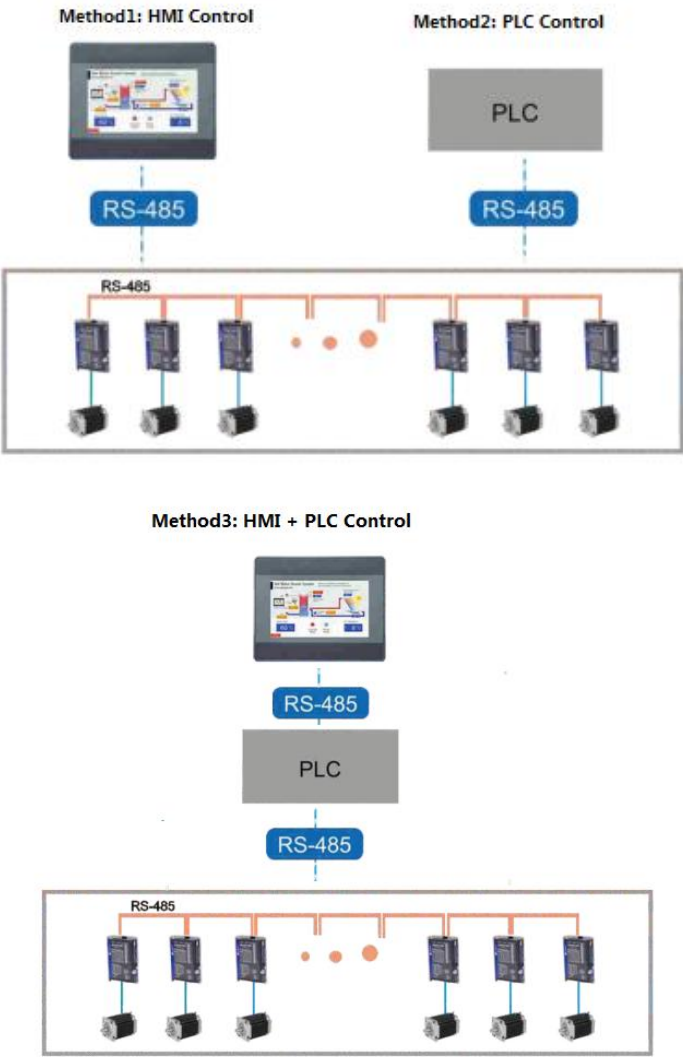 Method1: HMI Control
Method2: PLC Control
PLC
RS-485
RS-485
RS-485
Method3: HMI + PLC Control
RS-485
PLC
RS-485
RS-485